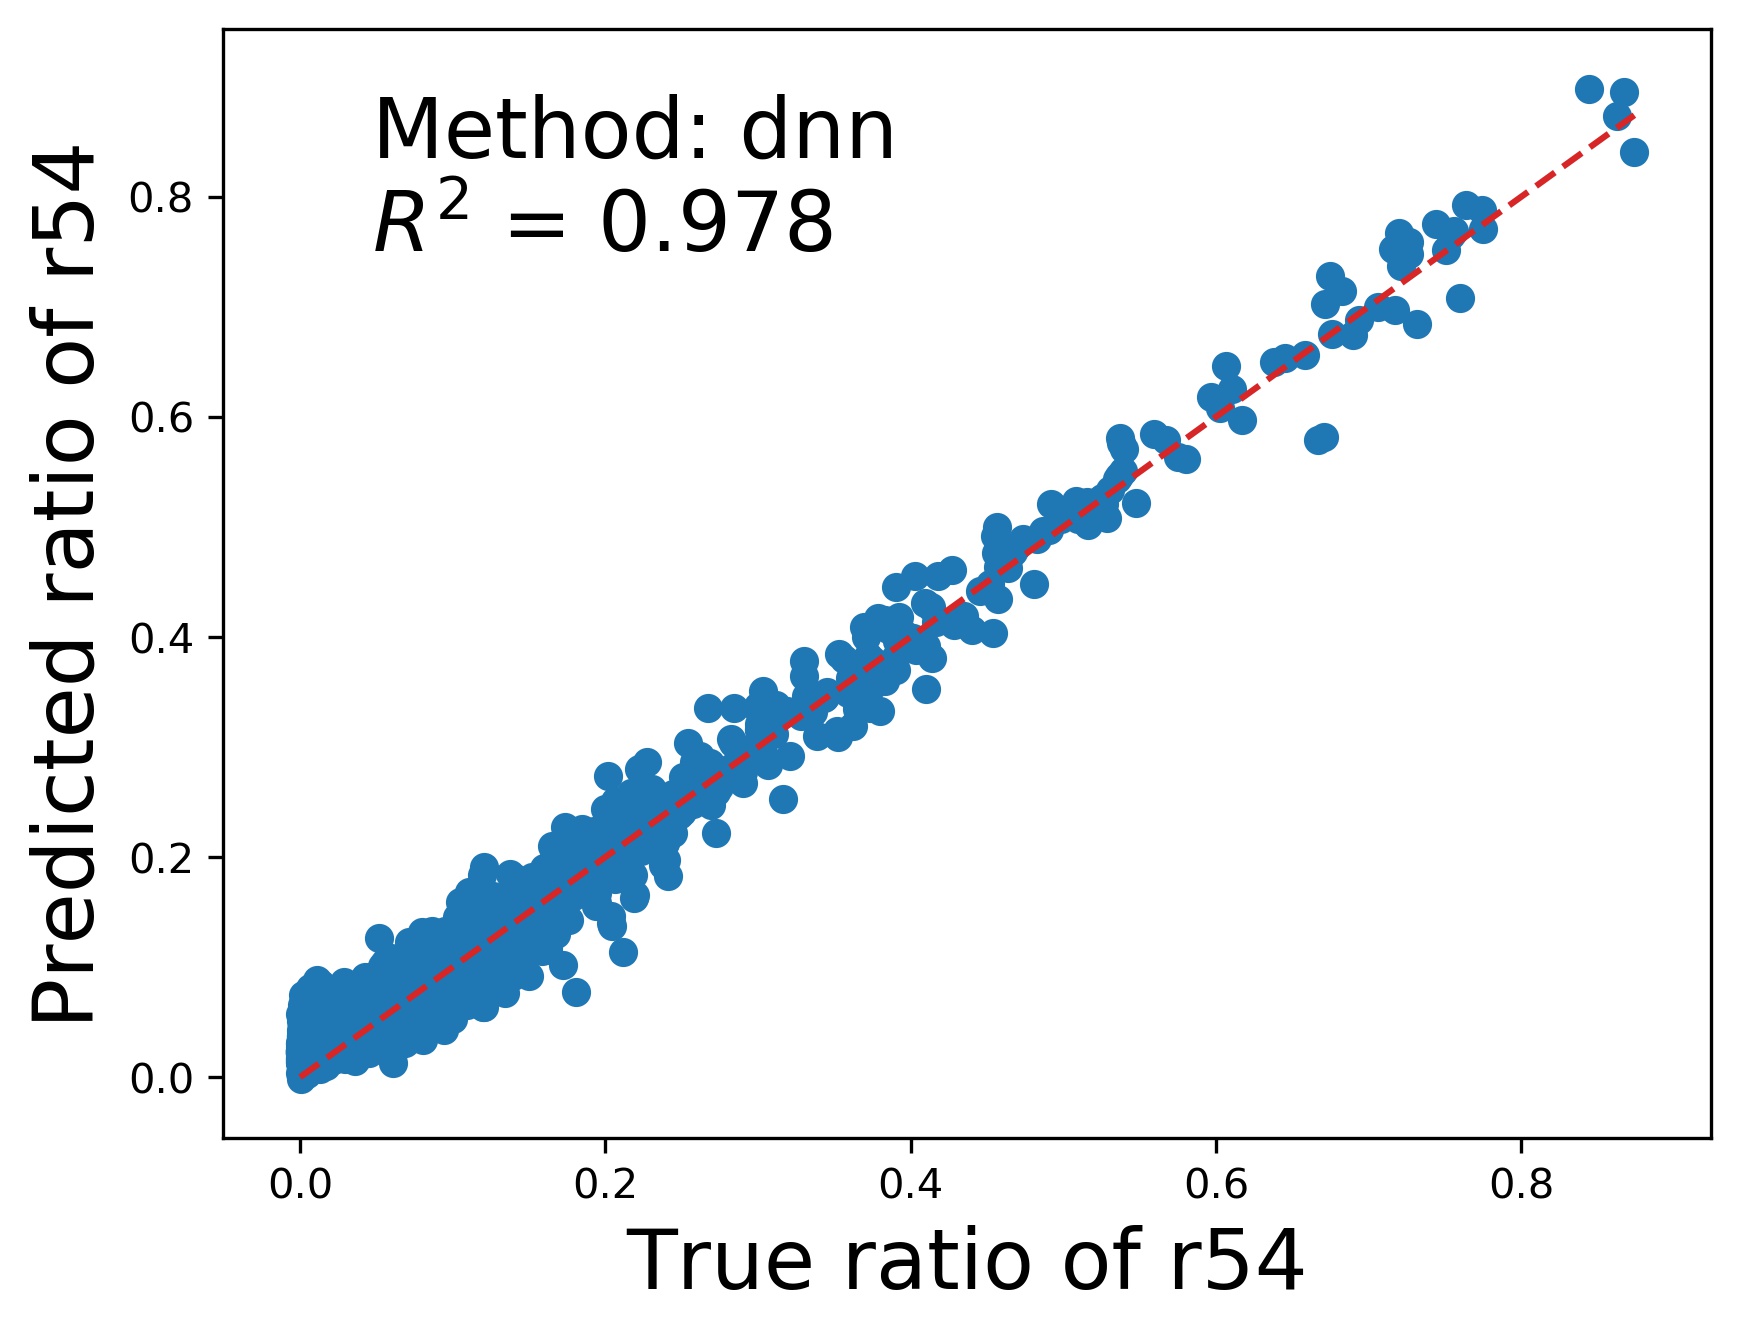 Method: dnn
R² = 0.978
Predicted ratio of r54
0.8
0.6
0.4
0.2
0.0
0.0 0.2 0.4 0.6 0.8
True ratio of r54